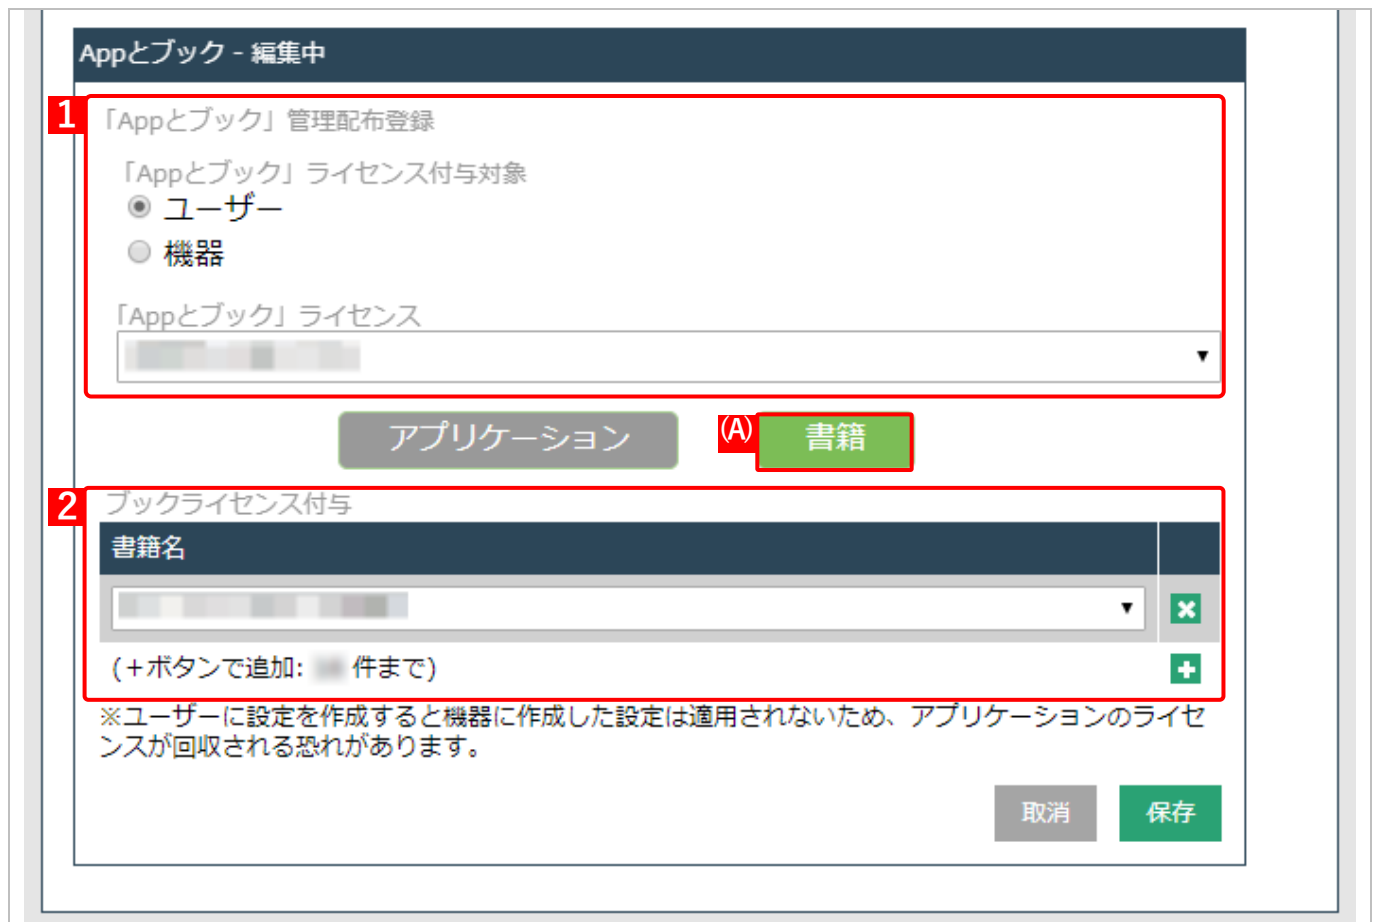 Appとブック - 編集中
1
「Appとブック」管理配布登録
「Appとブック」ライセンス付与対象
ユーザー
機器
「Appとブック」ライセンス
アプリケーション
(A)
書籍
2
ブックライセンス付与
書籍名
(+ボタンで追加: 件まで)
※ユーザーに設定を作成すると機器に作成した設定は適用されないため、アプリケーションのライセ
ンスが回収される恐れがあります。
取消
保存